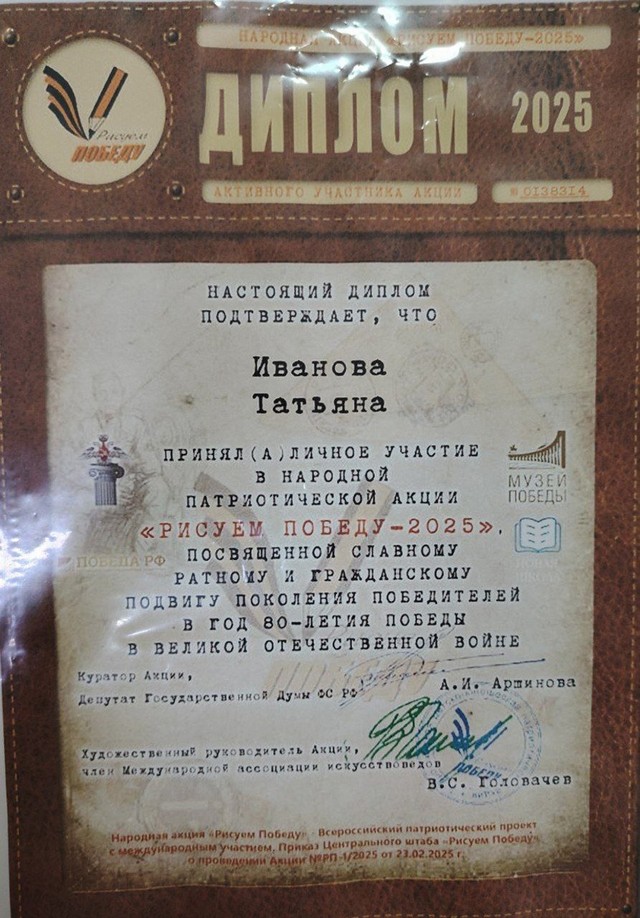 НАРОДНАЯ АКЦИЯ «РИСУЕМ ПОБЕДУ-2025»
Рисуем
ПОБЕДУ
ДИПЛОМ 2025
АКТИВНОГО УЧАСТНИКА АКЦИИ № 0138314
НАСТОЯЩИЙ ДИПЛОМ
ПОДТВЕРЖДАЕТ, ЧТО
Иванова
Татьяна
ПРИНЯЛ(А) ЛИЧНОЕ УЧАСТИЕ
В НАРОДНОЙ
ПАТРИОТИЧЕСКОЙ АКЦИИ
«РИСУЕМ ПОБЕДУ-2025»,
ПОСВЯЩЕННОЙ СЛАВНОМУ
РАТНОМУ И ГРАЖДАНСКОМУ
ПОДВИГУ ПОКОЛЕНИЯ ПОБЕДИТЕЛЕЙ
В ГОД 80-ЛЕТИЯ ПОБЕДЫ
В ВЕЛИКОЙ ОТЕЧЕСТВЕННОЙ ВОЙНЕ
ПОБЕДА РФ
МУЗЕЙ
ПОБЕДЫ
Куратор Акции,
Депутат Государственной Думы ФС РФ
А.И. Аршинова
Художественный руководитель Акции,
член Международной ассоциации искусствоведов
В.С. Головачев
ПОБЕДУ
Народная акция «Рисуем Победу» - Всероссийский патриотический проект
с международным участием. Приказ Центрального штаба «Рисуем Победу»
о проведении Акции №РП-1/2025 от 23.02.2025 г.